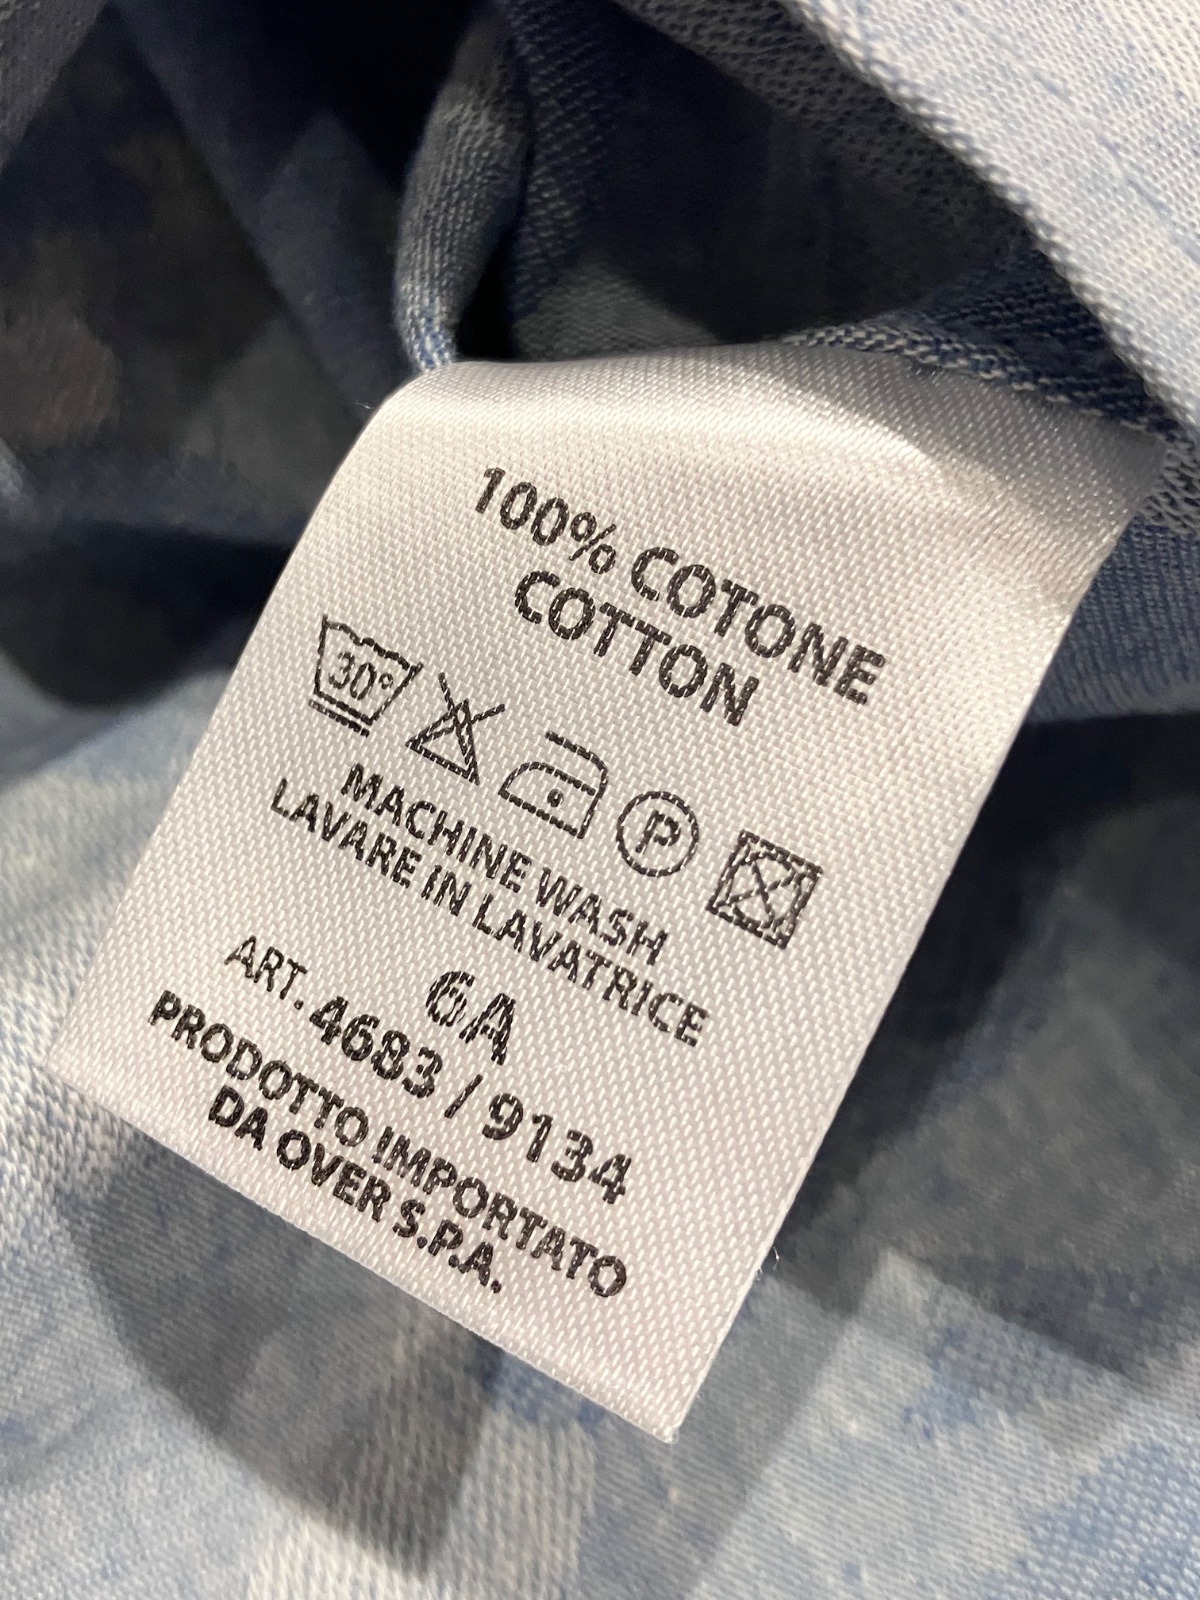 100% COTONE
COTTON
30°
P
MACHINE WASH
LAVARE IN LAVATRICE
6A
ART. 4683 / 9134
PRODOTTO IMPORTATO
DA OVER S.P.A.